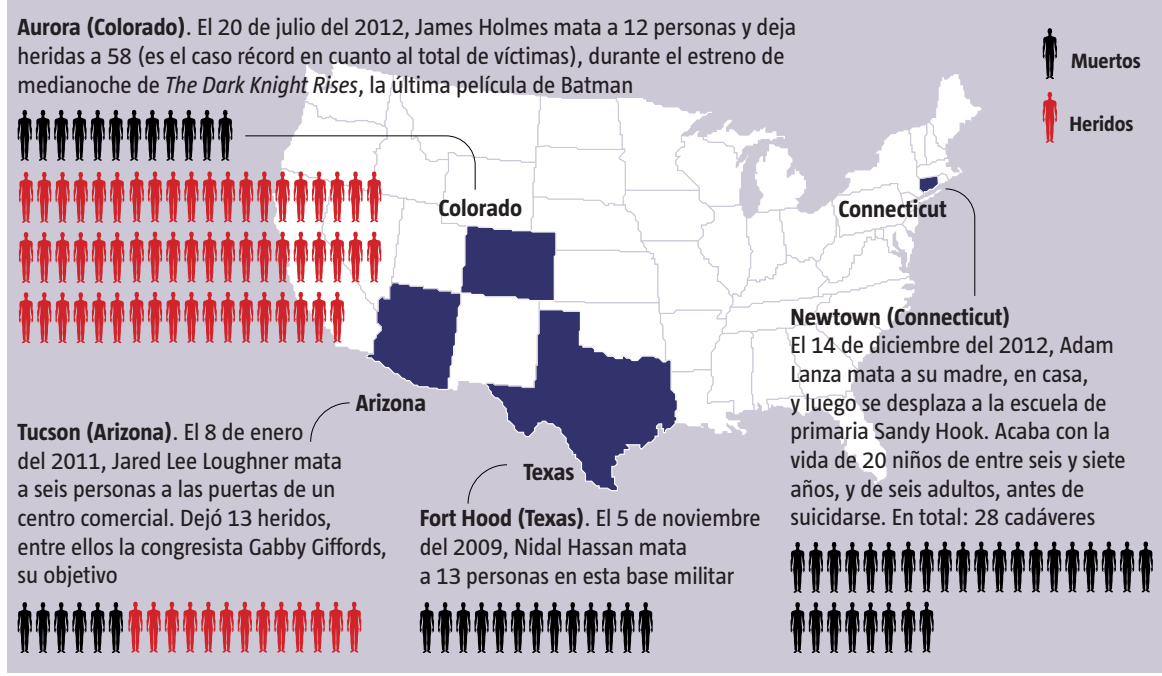 Aurora (Colorado). El 20 de julio del 2012, James Holmes mata a 12 personas y deja
heridas a 58 (es el caso récord en cuanto al total de víctimas), durante el estreno de
medianoche de The Dark Knight Rises, la última película de Batman
Muertos
Heridos
Colorado
Connecticut
Arizona
Texas
Tucson (Arizona). El 8 de enero
del 2011, Jared Lee Loughner mata
a seis personas a las puertas de un
centro comercial. Dejó 13 heridos,
entre ellos la congresista Gabby Giffords,
su objetivo
Fort Hood (Texas). El 5 de noviembre
del 2009, Nidal Hassan mata
a 13 personas en esta base militar
Newtown (Connecticut)
El 14 de diciembre del 2012, Adam
Lanza mata a su madre, en casa,
y luego se desplaza a la escuela de
primaria Sandy Hook. Acaba con la
vida de 20 niños de entre seis y siete
años, y de seis adultos, antes de
suicidarse. En total: 28 cadáveres